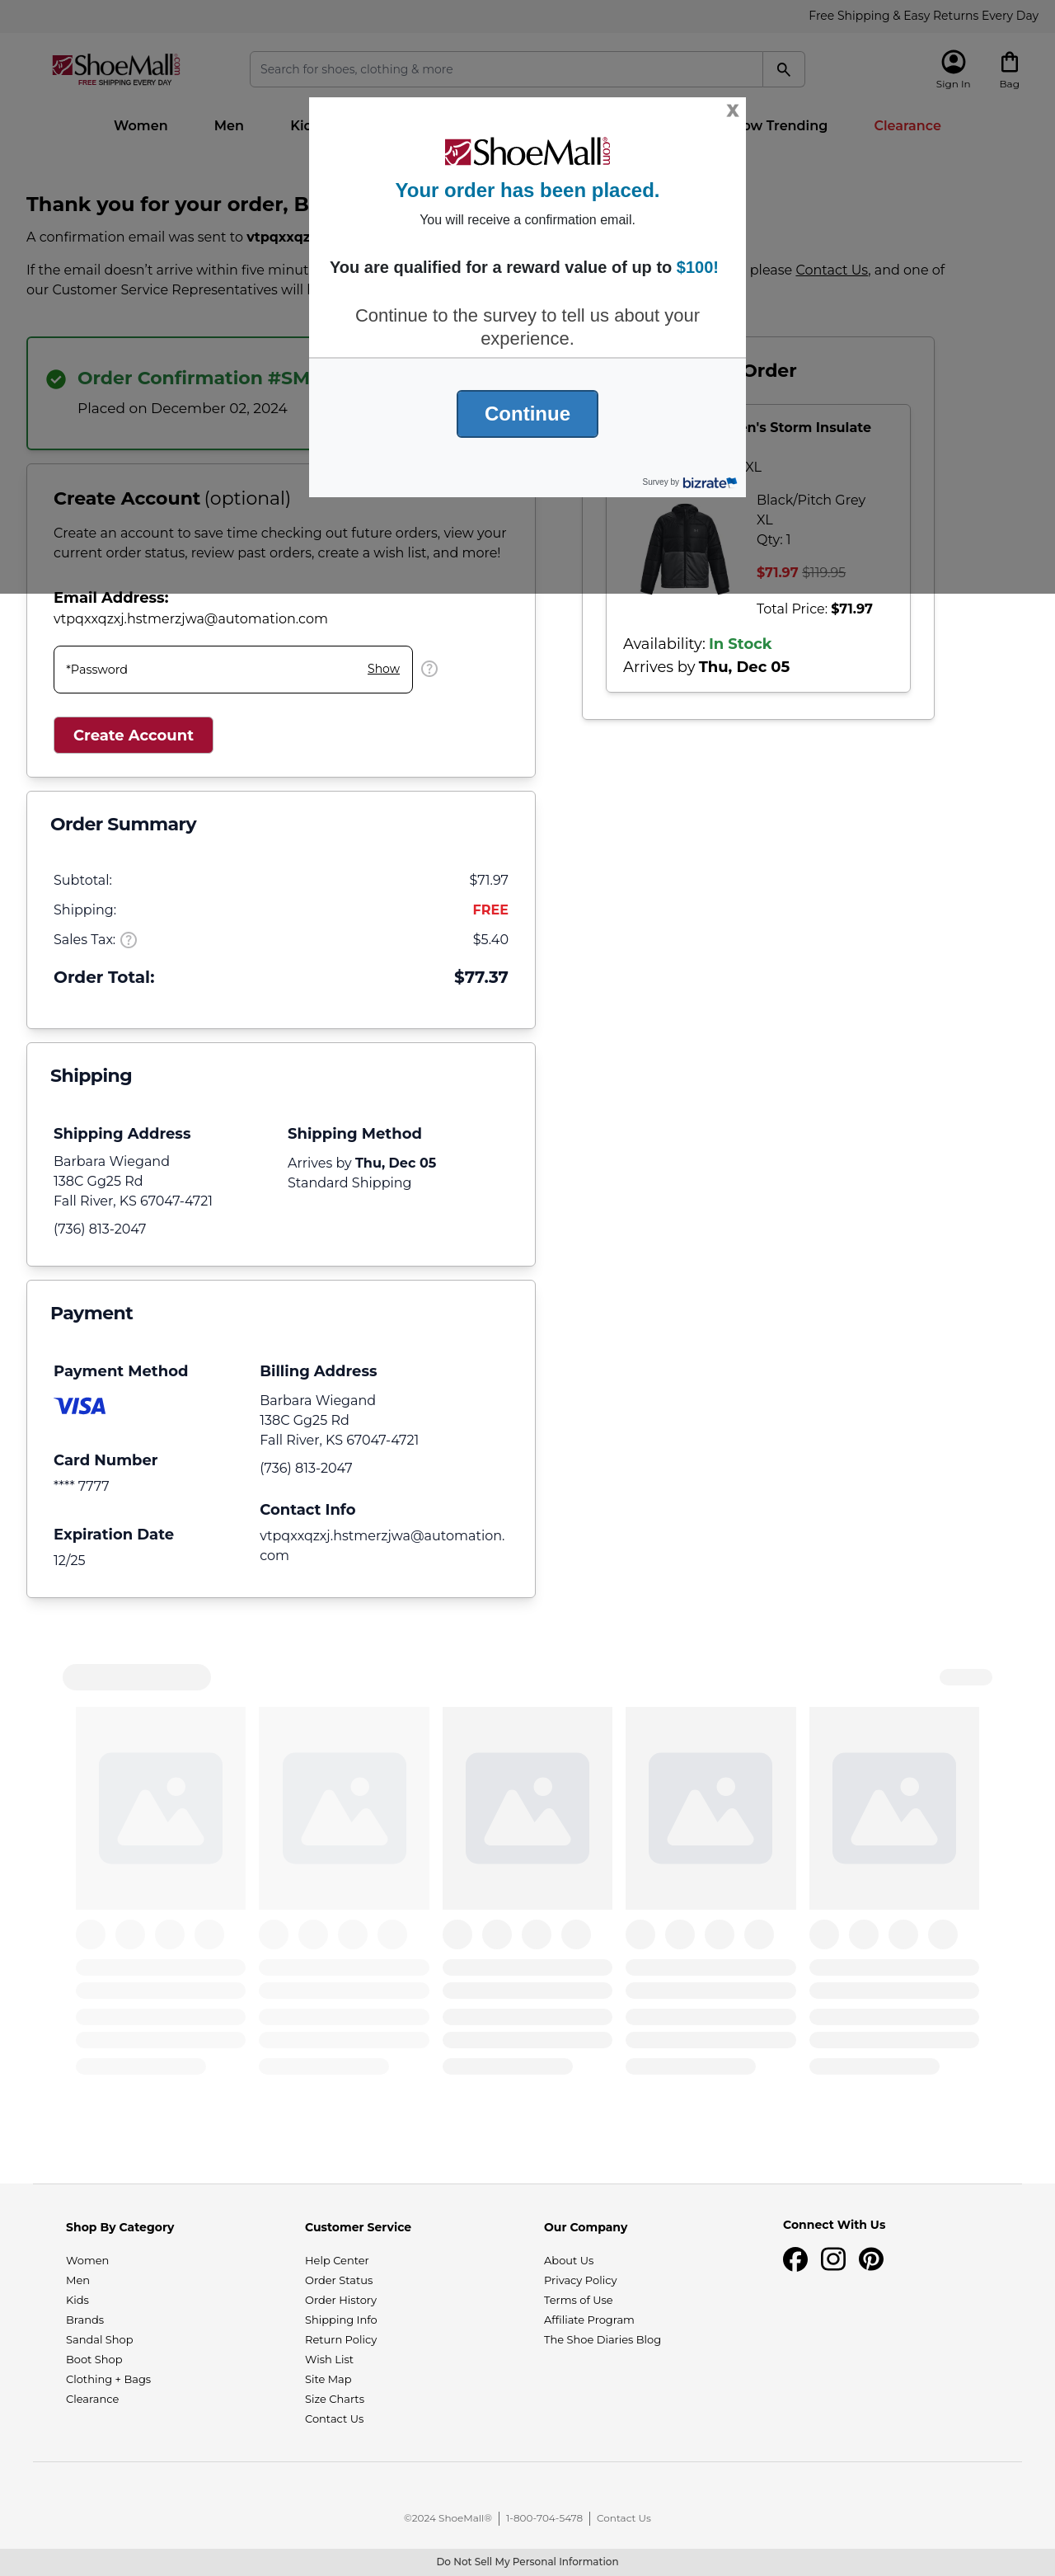 Free Shipping & Easy Returns Every Day
ShoeMall.com
FREE SHIPPING EVERY DAY
Search for shoes, clothing & more
Sign In
Bag
Women
Men
Trending
Clearance
X
ShoeMall.com
Your order has been placed.
You will receive a confirmation email.
You are qualified for a reward value of up to $100!
Continue to the survey to tell us about your
experience.
Continue
Survey by bizrate
Thank you for your order, B
A confirmation email was sent to vtpqxxqz
If the email doesn't arrive within five minut please Contact Us, and one of
our Customer Service Representatives will
Order Confirmation #SM
Placed on December 02, 2024
Create Account (optional)
Create an account to save time checking out future orders, view your
current order status, review past orders, create a wish list, and more!
Email Address:
vtpqxxqzxj.hstmerzjwa@automation.com
*Password
Show
Create Account
Order
en's Storm Insulate
XL
Black/Pitch Grey
XL
Qty: 1
$71.97 $119.95
Total Price: $71.97
Availability: In Stock
Arrives by Thu, Dec 05
Order Summary
Subtotal: $71.97
Shipping: FREE
Sales Tax: ? $5.40
Order Total: $77.37
Shipping
Shipping Address
Barbara Wiegand
138C Gg25 Rd
Fall River, KS 67047-4721
(736) 813-2047
Shipping Method
Arrives by Thu, Dec 05
Standard Shipping
Payment
Payment Method
VISA
Card Number
**** 7777
Expiration Date
12/25
Billing Address
Barbara Wiegand
138C Gg25 Rd
Fall River, KS 67047-4721
(736) 813-2047
Contact Info
vtpqxxqzxj.hstmerzjwa@automation.
com
Shop By Category
Women
Men
Kids
Brands
Sandal Shop
Boot Shop
Clothing + Bags
Clearance
Customer Service
Help Center
Order Status
Order History
Shipping Info
Return Policy
Wish List
Site Map
Size Charts
Contact Us
Our Company
About Us
Privacy Policy
Terms of Use
Affiliate Program
The Shoe Diaries Blog
Connect With Us
©2024 ShoeMall® | 1-800-704-5478 | Contact Us
Do Not Sell My Personal Information